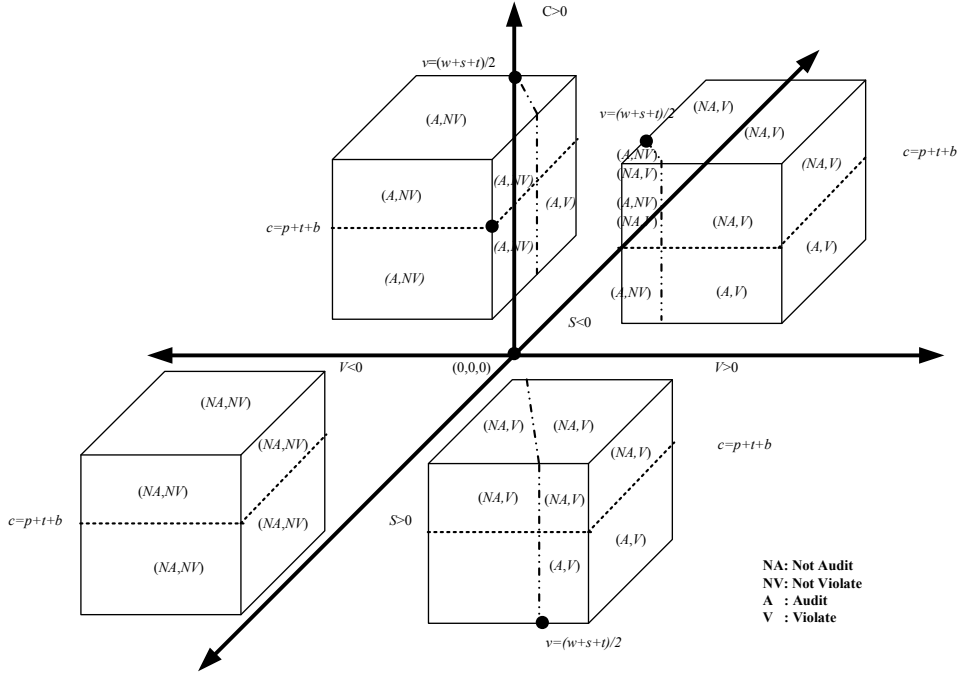 C>0
v=(w+s+t)/2
(A,NV)
(A,NV)
(A,NV)
(A,V)
c=p+t+b
(A,NV)
(A,NV)
v=(w+s+t)/2
(NA,V)
(NA,V)
(A,NV)
(NA,V)
(NA,V)
c=p+t+b
(A,NV)
(NA,V)
(NA,V)
(A,NV)
(A,V)
(A,V)
S<0
V<0
(0,0,0)
V>0
(NA,NV)
(NA,NV)
(NA,NV)
c=p+t+b
(NA,NV)
(NA,NV)
(NA,V)
(NA,V)
(NA,V)
c=p+t+b
(NA,V)
(NA,V)
S>0
(A,V)
(A,V)
v=(w+s+t)/2
NA: Not Audit
NV: Not Violate
A : Audit
V : Violate